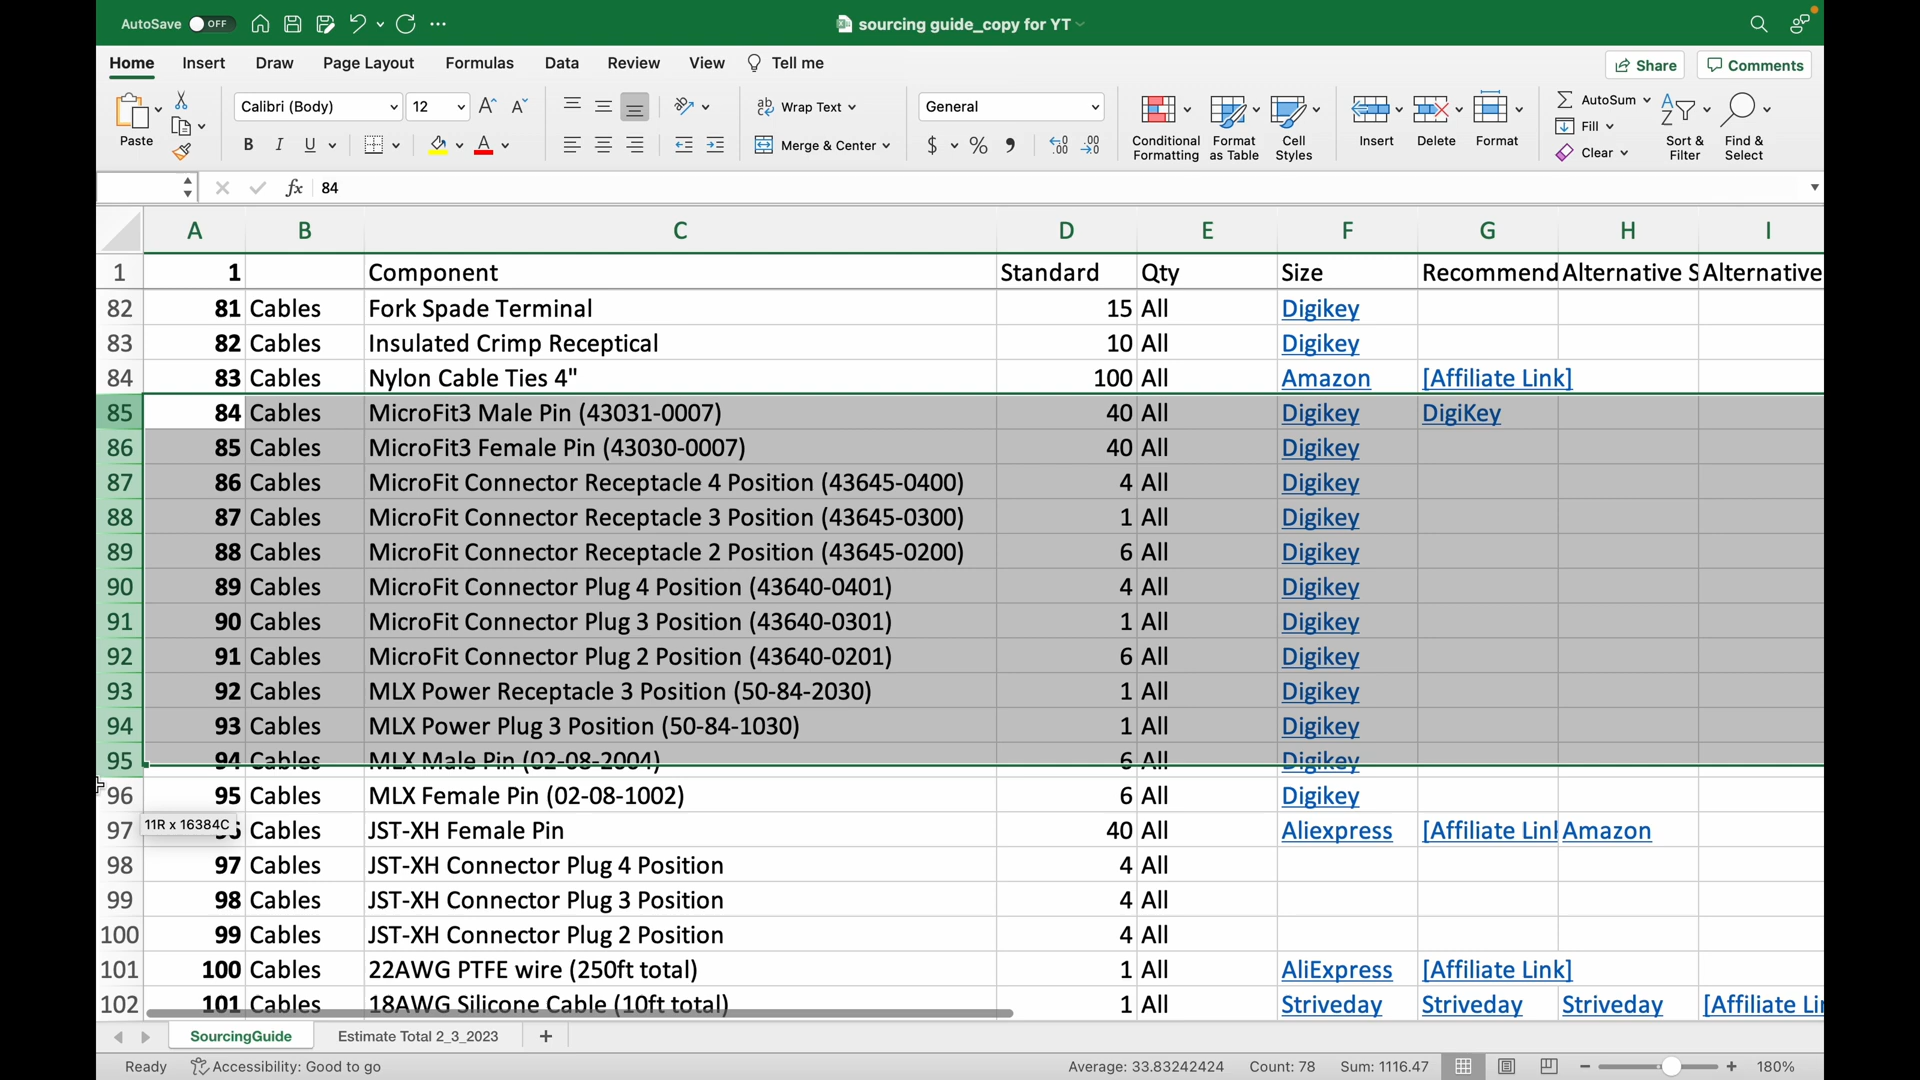 AutoSave OFF sourcing guide_copy for YT
Home Insert Draw Page Layout Formulas Data Review View Tell me Share Comments
Paste Calibri (Body) 12 Wrap Text General AutoSum
B I U Merge & Center $ % Conditional Formatting Format as Table Cell Styles Insert Delete Format Fill Clear Sort & Filter Find & Select
fx 84
A B C D E F G H I
1 1 Component Standard Qty Size Recommend Alternative S Alternative
82 81 Cables Fork Spade Terminal 15 All Digikey
83 82 Cables Insulated Crimp Receptical 10 All Digikey
84 83 Cables Nylon Cable Ties 4" 100 All Amazon [Affiliate Link]
85 84 Cables MicroFit3 Male Pin (43031-0007) 40 All Digikey DigiKey
86 85 Cables MicroFit3 Female Pin (43030-0007) 40 All Digikey
87 86 Cables MicroFit Connector Receptacle 4 Position (43645-0400) 4 All Digikey
88 87 Cables MicroFit Connector Receptacle 3 Position (43645-0300) 1 All Digikey
89 88 Cables MicroFit Connector Receptacle 2 Position (43645-0200) 6 All Digikey
90 89 Cables MicroFit Connector Plug 4 Position (43640-0401) 4 All Digikey
91 90 Cables MicroFit Connector Plug 3 Position (43640-0301) 1 All Digikey
92 91 Cables MicroFit Connector Plug 2 Position (43640-0201) 6 All Digikey
93 92 Cables MLX Power Receptacle 3 Position (50-84-2030) 1 All Digikey
94 93 Cables MLX Power Plug 3 Position (50-84-1030) 1 All Digikey
95 94 Cables MLX Male Pin (02-08-2004) 6 All Digikey
96 95 Cables MLX Female Pin (02-08-1002) 6 All Digikey
97 11R x 16384C Cables JST-XH Female Pin 40 All Aliexpress [Affiliate Linl Amazon
98 97 Cables JST-XH Connector Plug 4 Position 4 All
99 98 Cables JST-XH Connector Plug 3 Position 4 All
100 99 Cables JST-XH Connector Plug 2 Position 4 All
101 100 Cables 22AWG PTFE wire (250ft total) 1 All AliExpress [Affiliate Link]
102 101 Cables 18AWG Silicone Cable (10ft total) 1 All Striveday Striveday Striveday [Affiliate Li
SourcingGuide Estimate Total 2_3_2023 +
Ready Accessibility: Good to go Average: 33.83242424 Count: 78 Sum: 1116.47 180%